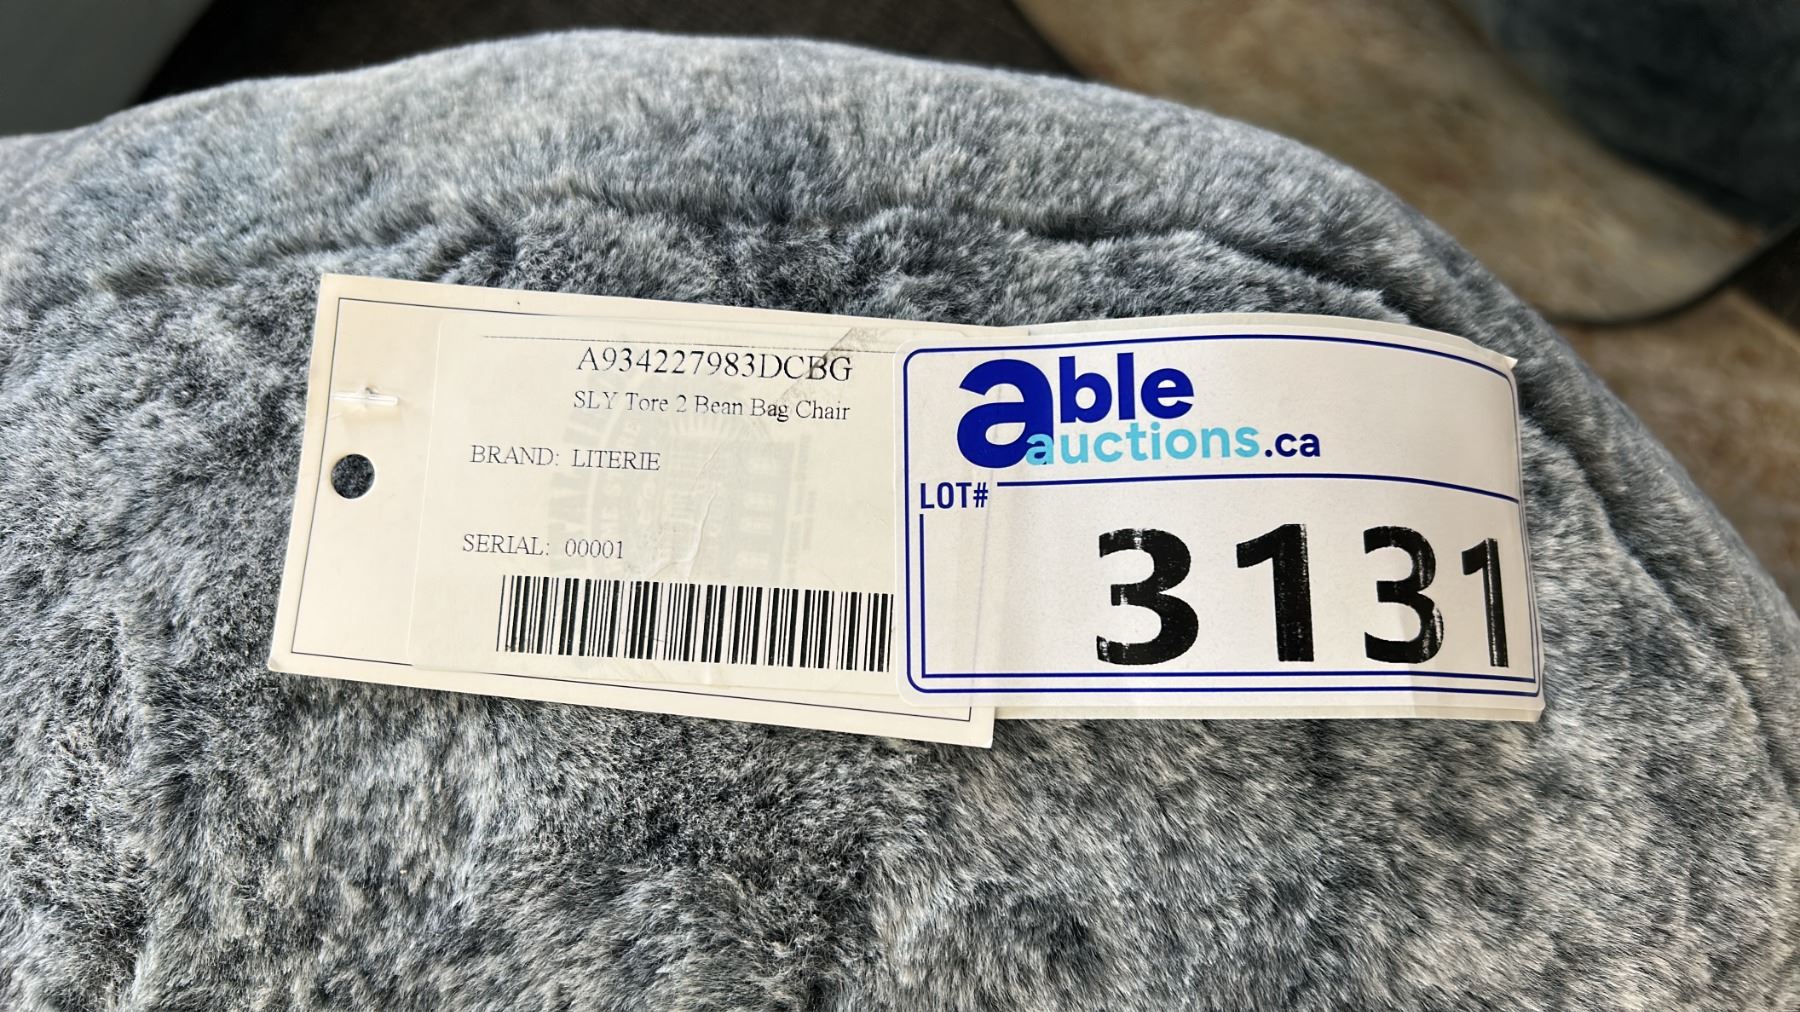 A934227983DCBG
SLY Tore 2 Bean Bag Chair
BRAND: LITERIE
SERIAL: 00001
able
auctions.ca
LOT#
3131